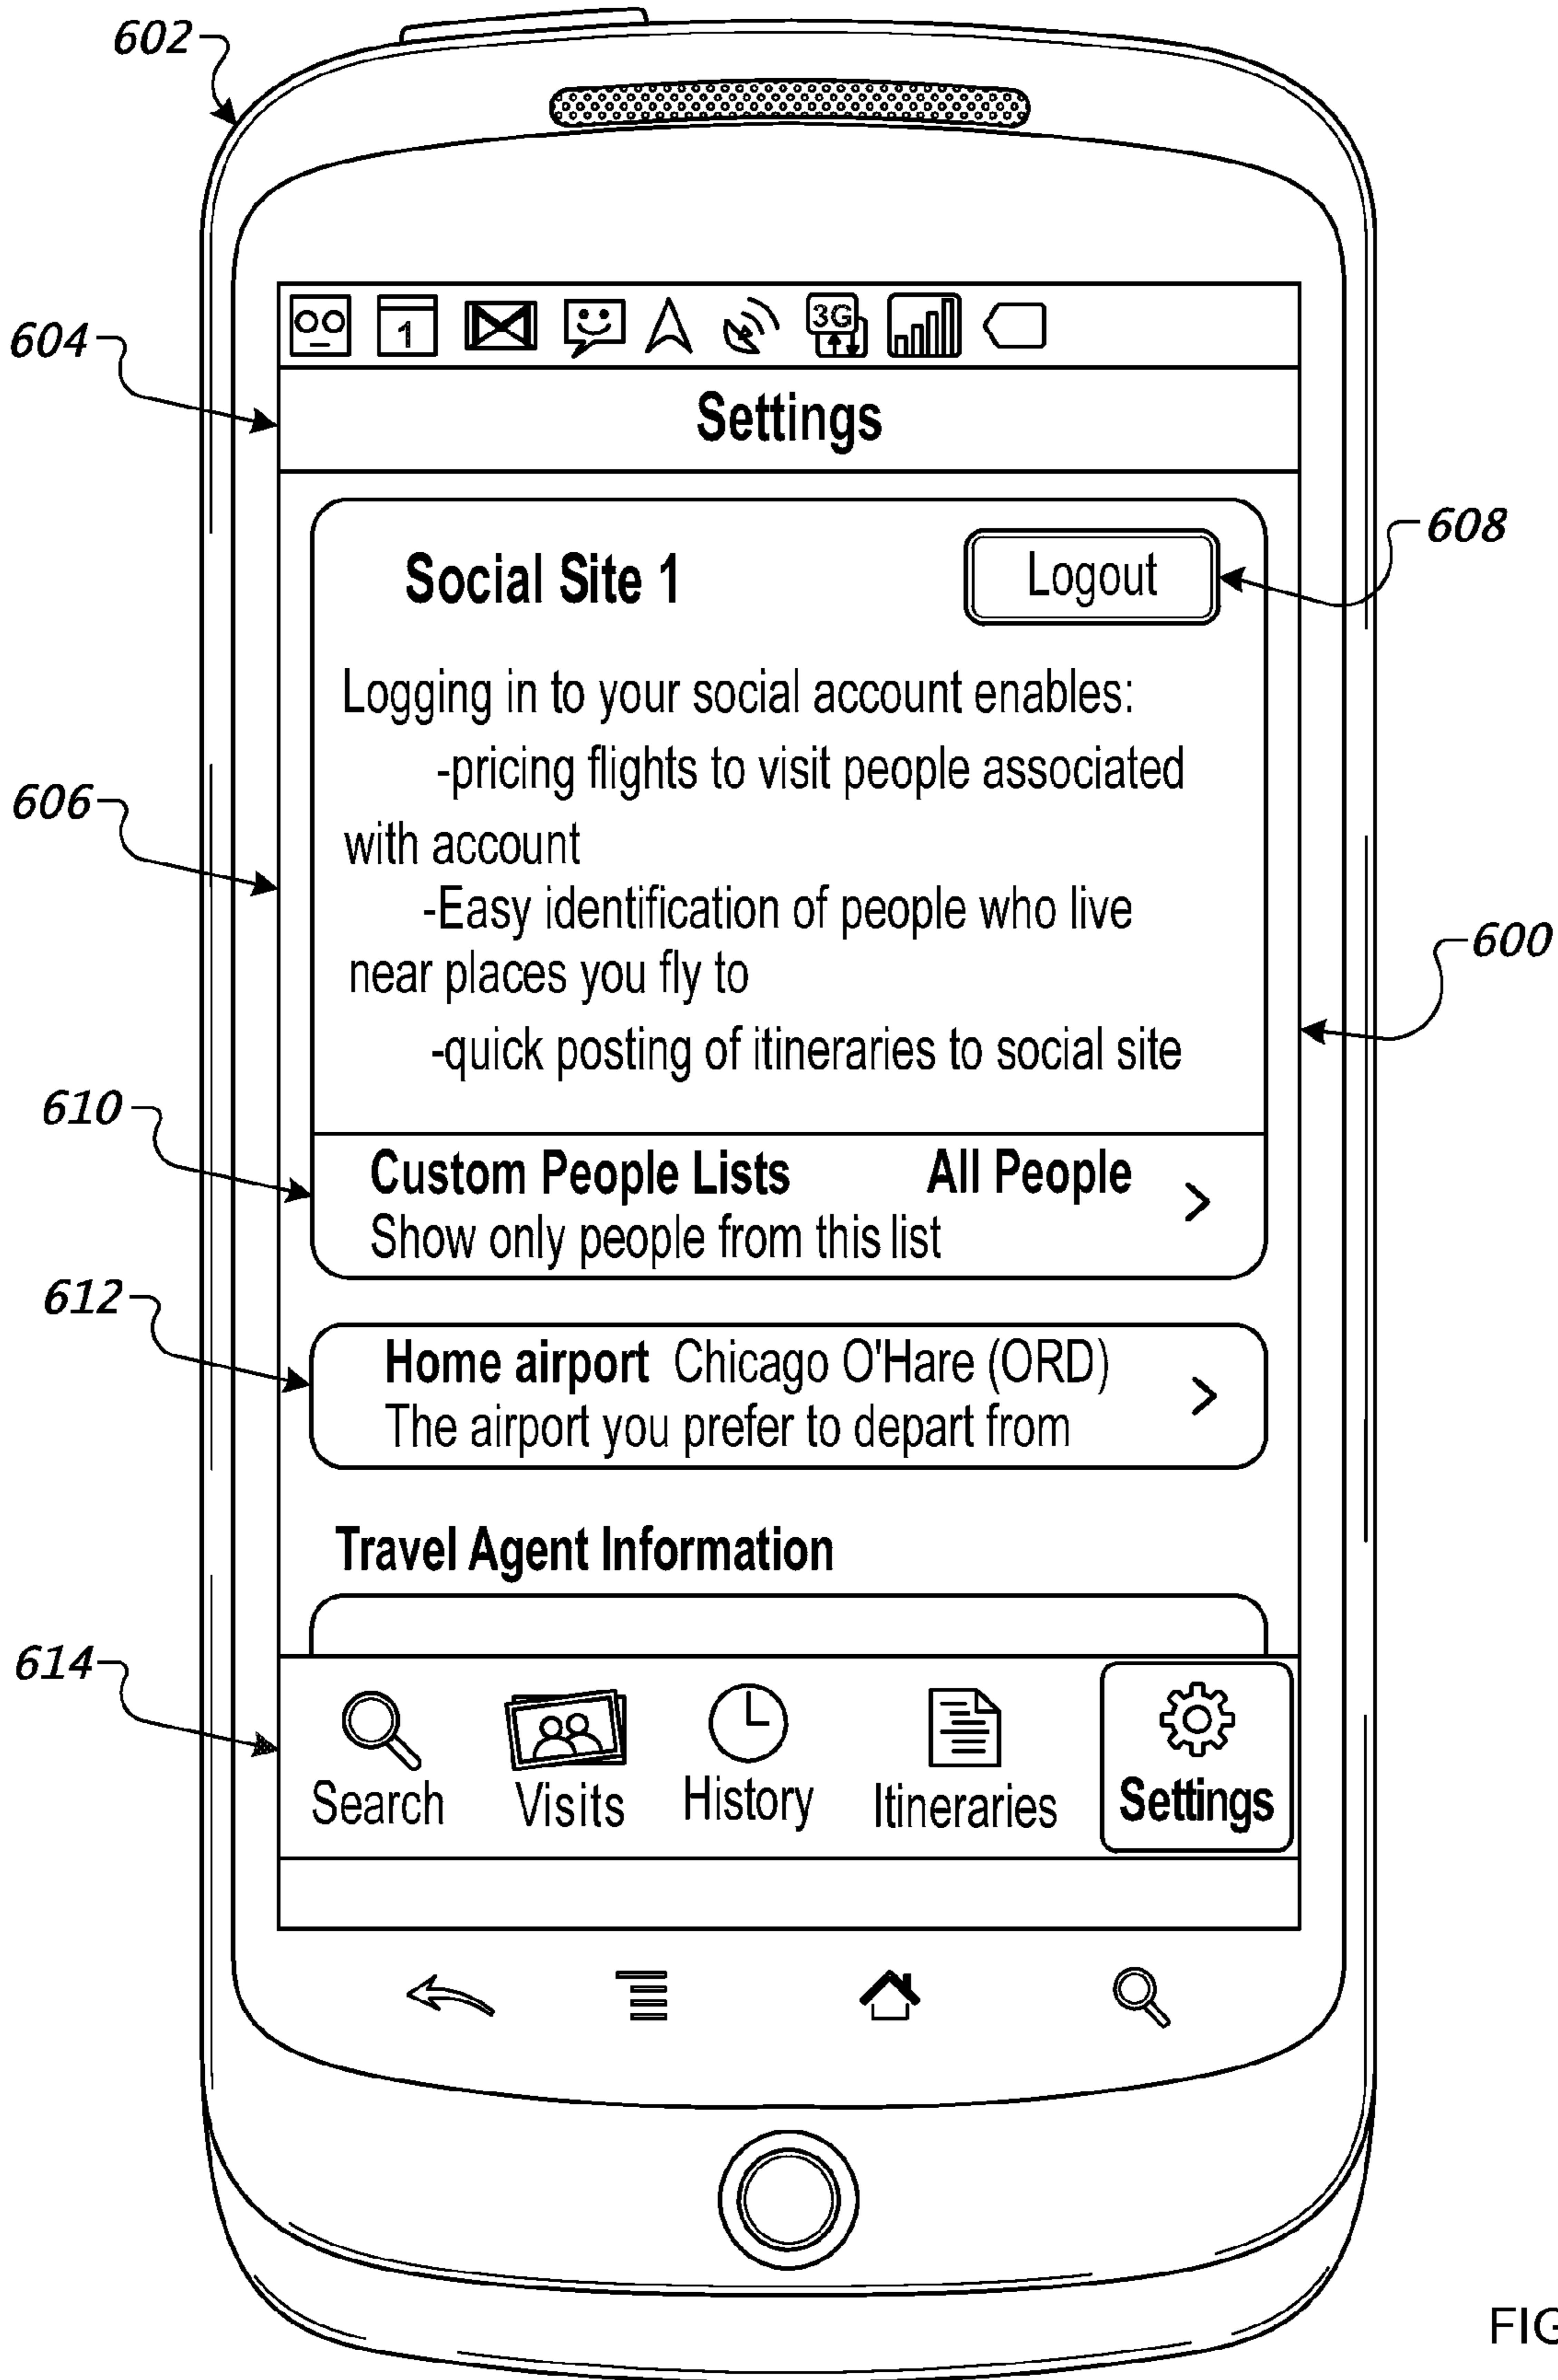 602
1
3G
604
Settings
Social Site 1
Logout
608
Logging in to your social account enables:
-pricing flights to visit people associated
606
with account
-Easy identification of people who live
600
near places you fly to
-quick posting of itineraries to social site
610
Custom People Lists All People >
Show only people from this list
612
Home airport Chicago O'Hare (ORD) >
The airport you prefer to depart from
Travel Agent Information
614
Search Visits History Itineraries Settings
FIG